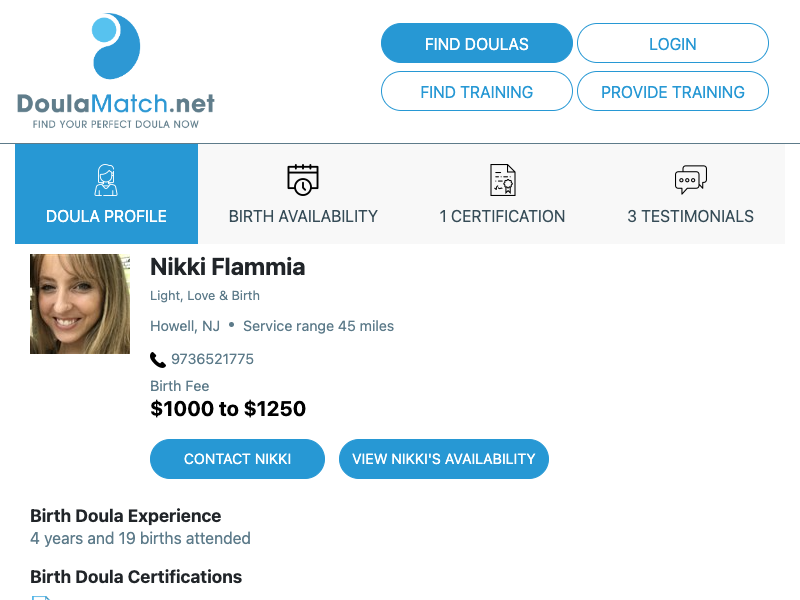 DoulaMatch.net
FIND YOUR PERFECT DOULA NOW
FIND DOULAS
LOGIN
FIND TRAINING
PROVIDE TRAINING
DOULA PROFILE
BIRTH AVAILABILITY
1 CERTIFICATION
3 TESTIMONIALS
Nikki Flammia
Light, Love & Birth
Howell, NJ • Service range 45 miles
9736521775
Birth Fee
$1000 to $1250
CONTACT NIKKI
VIEW NIKKI'S AVAILABILITY
Birth Doula Experience
4 years and 19 births attended
Birth Doula Certifications